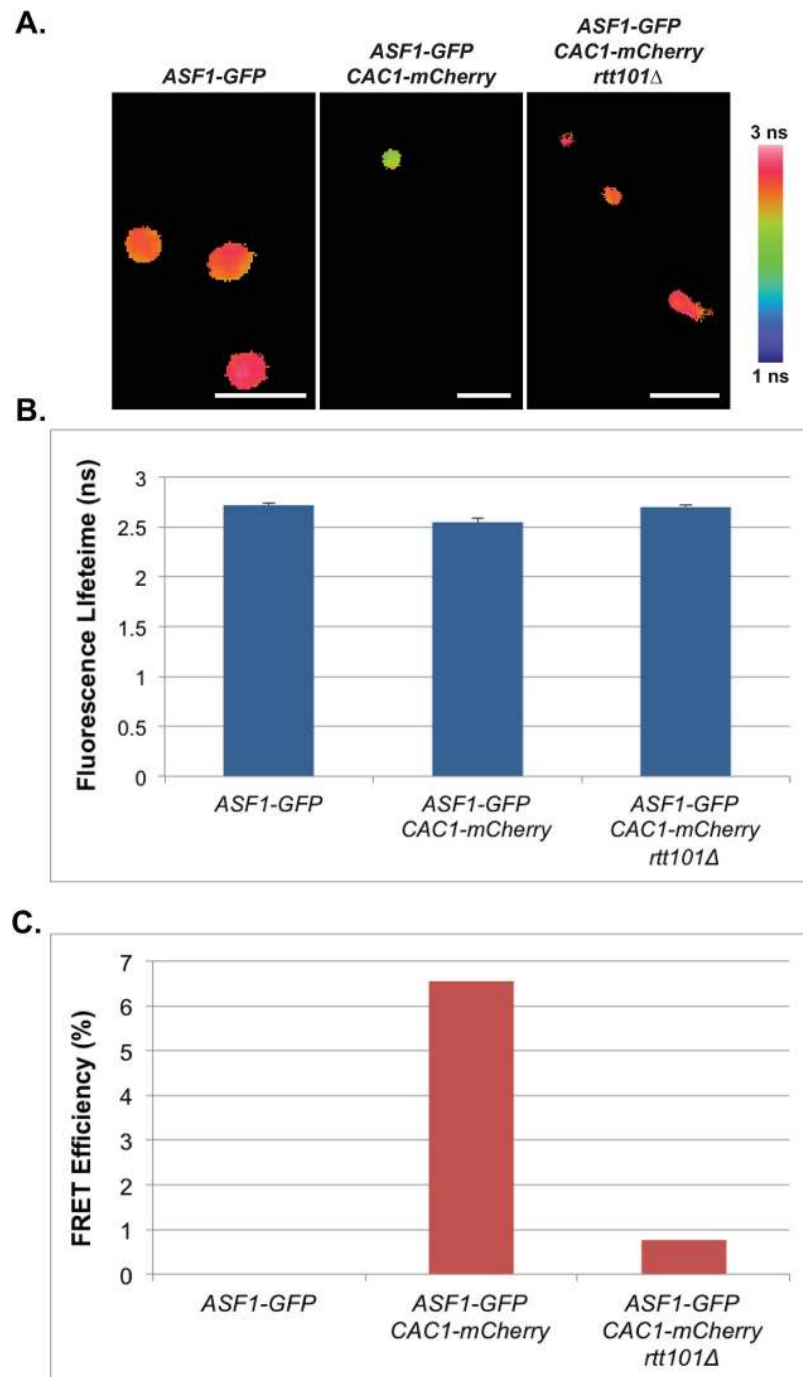 A.
ASF1-GFP
ASF1-GFP
CAC1-mCherry
ASF1-GFP
CAC1-mCherry
rtt101Δ
3 ns
1 ns
B.
Fluorescence LIfeteime (ns)
3
2.5
2
1.5
1
0.5
0
ASF1-GFP
ASF1-GFP
CAC1-mCherry
ASF1-GFP
CAC1-mCherry
rtt101Δ
C.
FRET Efficiency (%)
7
6
5
4
3
2
1
0
ASF1-GFP
ASF1-GFP
CAC1-mCherry
ASF1-GFP
CAC1-mCherry
rtt101Δ